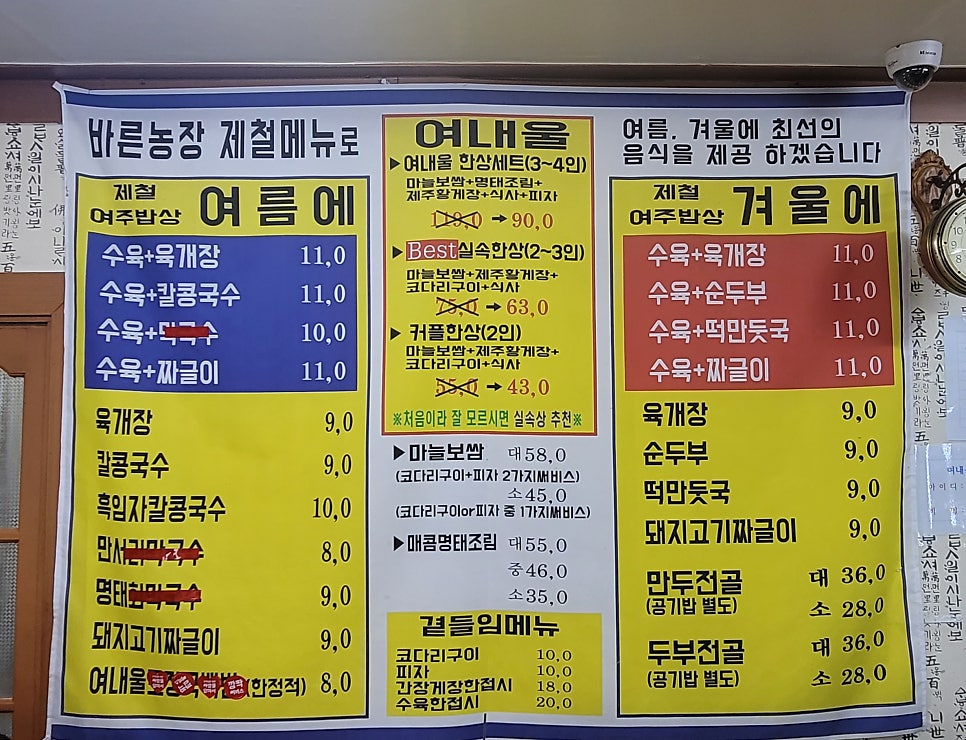 바른농장 제철메뉴로
제철
여주밥상 여름에
수육+육개장 11,0
수육+칼콩국수 11,0
수육+ 10,0
수육+짜글이 11,0
육개장 9,0
칼콩국수 9,0
흑임자칼콩국수 10,0
8,0
9,0
돼지고기짜글이 9,0
여내울 (한정적) 8,0
여내울
▶여내울 한상세트(3~4인)
마늘보쌈+명태조림+
제주황게장+식사+피자
→ 90,0
▶Best실속한상(2~3인)
마늘보쌈+제주황게장+
코다리구이+식사
75,0 → 63,0
▶커플한상(2인)
마늘보쌈+제주황게장+
코다리구이+식사
55,0 → 43,0
※처음이라 잘 모르시면 실속상 추천※
▶마늘보쌈 대58,0
(코다리구이+피자 2가지써비스)
소45,0
(코다리구이or피자 중 1가지써비스)
▶매콤명태조림 대55,0
중46,0
소35,0
곁들임메뉴
코다리구이 10,0
피자 10,0
간장게장한접시 18,0
수육한접시 20,0
여름, 겨울에 최선의
음식을 제공 하겠습니다
제철
여주밥상 겨울에
수육+육개장 11,0
수육+순두부 11,0
수육+떡만둣국 11,0
수육+짜글이 11,0
육개장 9,0
순두부 9,0
떡만둣국 9,0
돼지고기짜글이 9,0
만두전골 대 36,0
(공기밥 별도) 소 28,0
두부전골 대 36,0
(공기밥 별도) 소 28,0